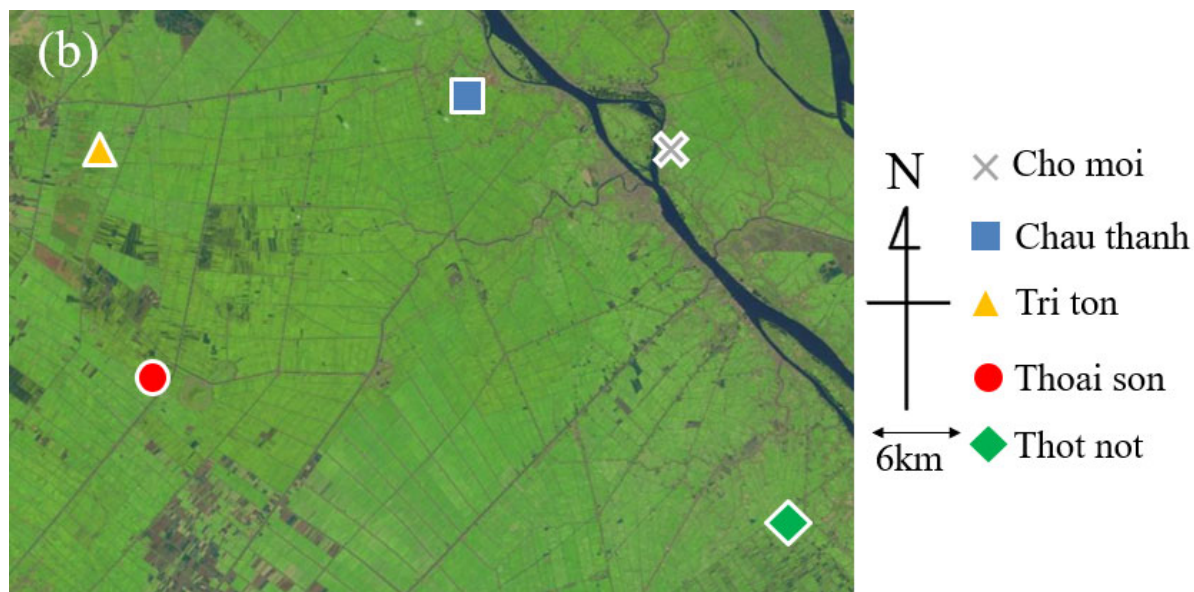 (b)
N
Cho moi
Chau thanh
Tri ton
Thoai son
6km
Thot not